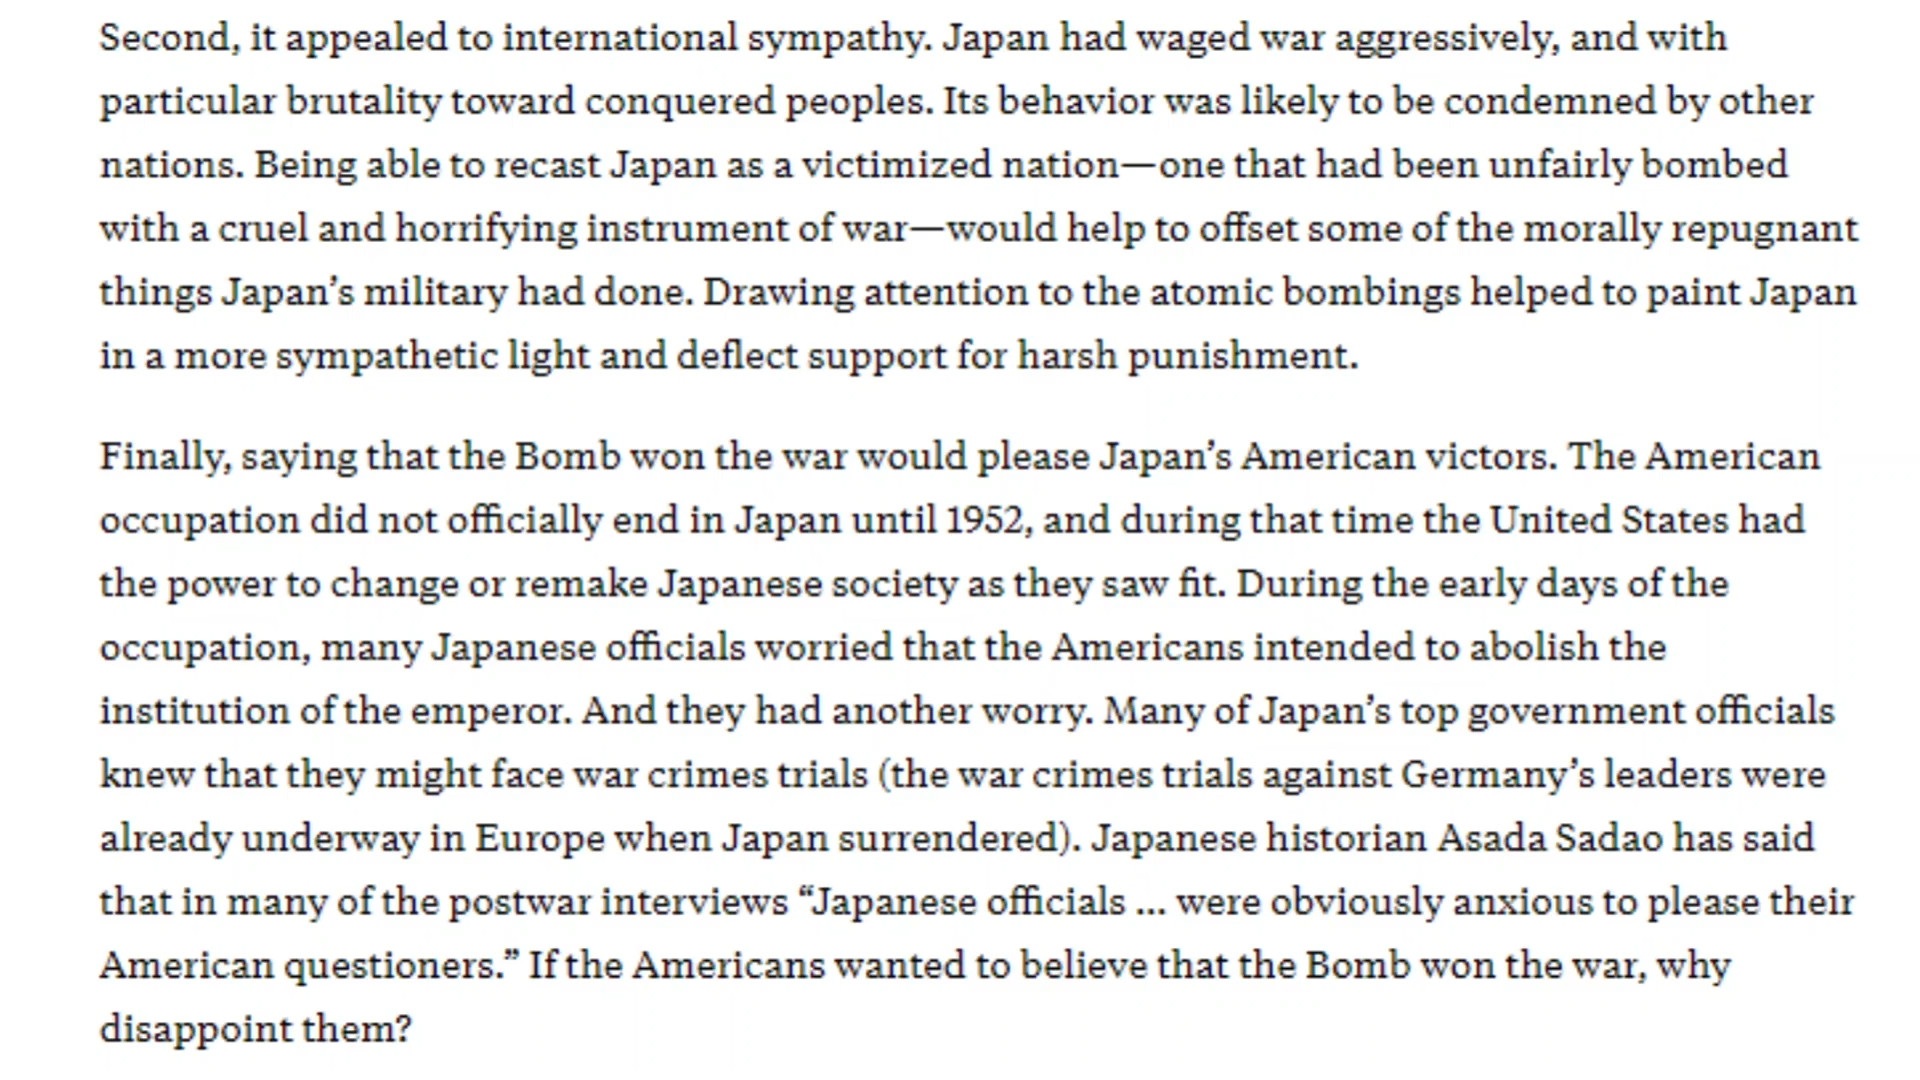 Second, it appealed to international sympathy. Japan had waged war aggressively, and with
particular brutality toward conquered peoples. Its behavior was likely to be condemned by other
nations. Being able to recast Japan as a victimized nation—one that had been unfairly bombed
with a cruel and horrifying instrument of war—would help to offset some of the morally repugnant
things Japan’s military had done. Drawing attention to the atomic bombings helped to paint Japan
in a more sympathetic light and deflect support for harsh punishment.
Finally, saying that the Bomb won the war would please Japan’s American victors. The American
occupation did not officially end in Japan until 1952, and during that time the United States had
the power to change or remake Japanese society as they saw fit. During the early days of the
occupation, many Japanese officials worried that the Americans intended to abolish the
institution of the emperor. And they had another worry. Many of Japan’s top government officials
knew that they might face war crimes trials (the war crimes trials against Germany’s leaders were
already underway in Europe when Japan surrendered). Japanese historian Asada Sadao has said
that in many of the postwar interviews “Japanese officials ... were obviously anxious to please their
American questioners.” If the Americans wanted to believe that the Bomb won the war, why
disappoint them?